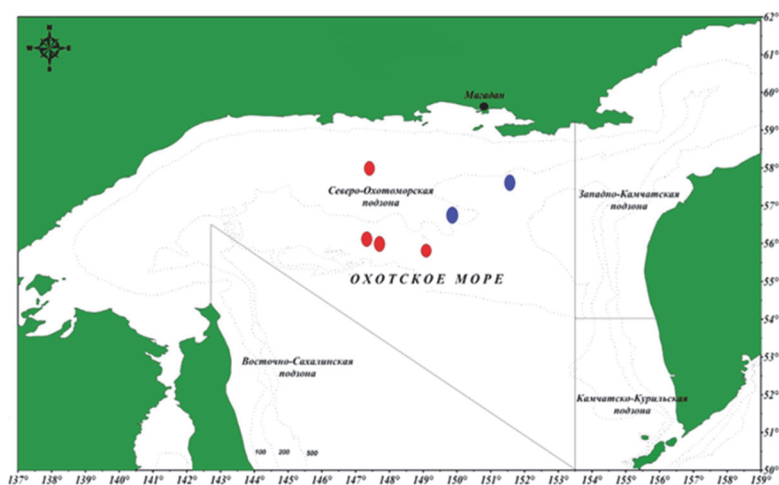 N
W
E
S
62°
61°
60°
59°
58°
57°
56°
55°
54°
53°
52°
51°
50°
Магадан
Северо-Охотоморская
подзона
Западно-Камчатская
подзона
ОХОТСКОЕ МОРЕ
Восточно-Сахалинская
подзона
Камчатско-Курильская
подзона
100 200 500
137° 138° 139° 140° 141° 142° 143° 144° 145° 146° 147° 148° 149° 150° 151° 152° 153° 154° 155° 156° 157° 158° 159°